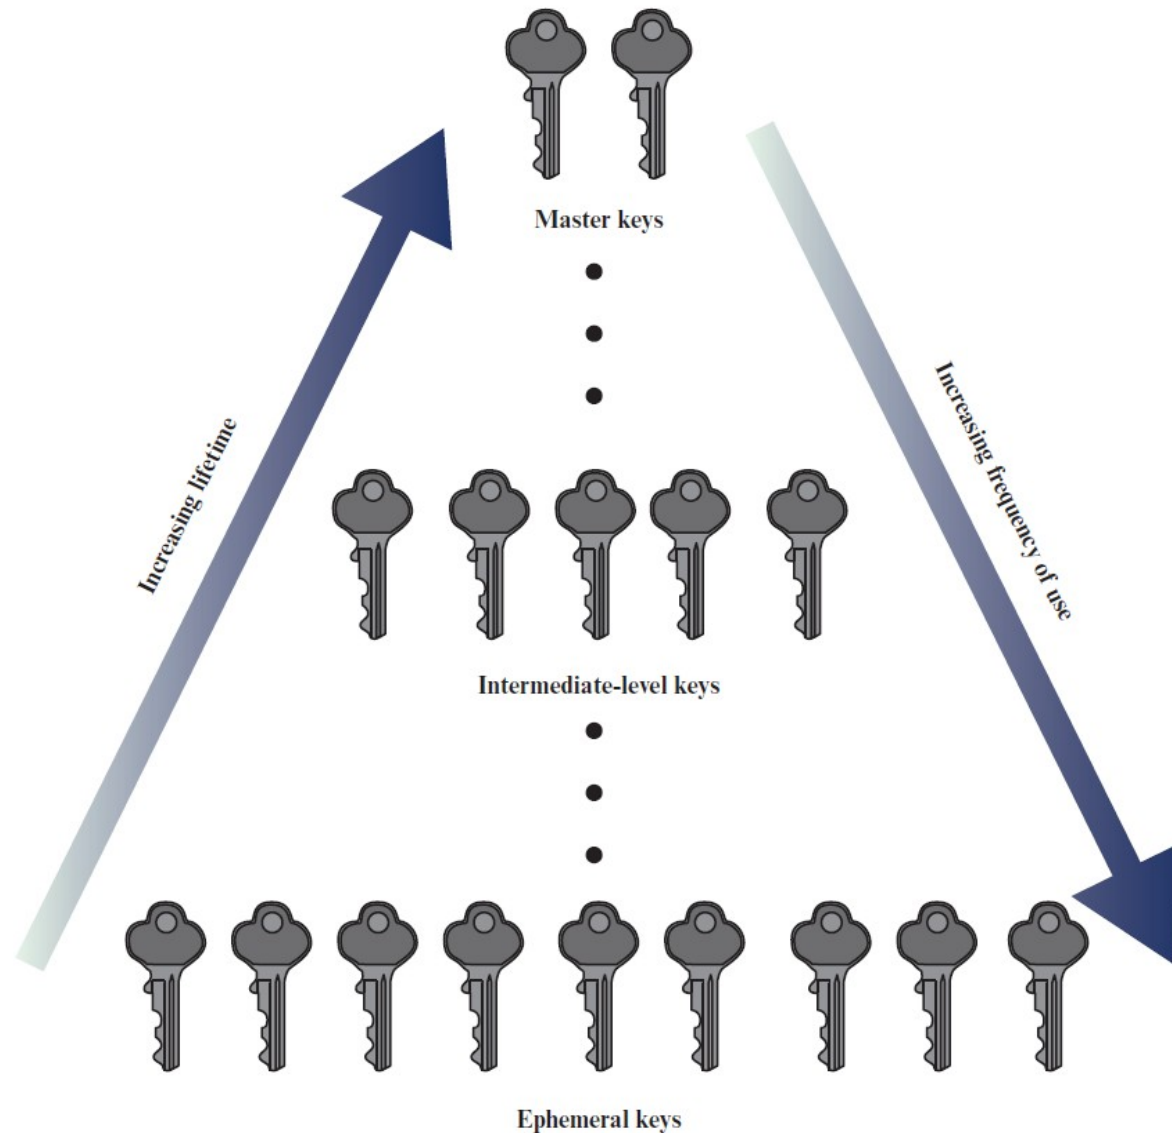 Master keys
Increasing lifetime
Increasing frequency of use
Intermediate-level keys
Ephemeral keys